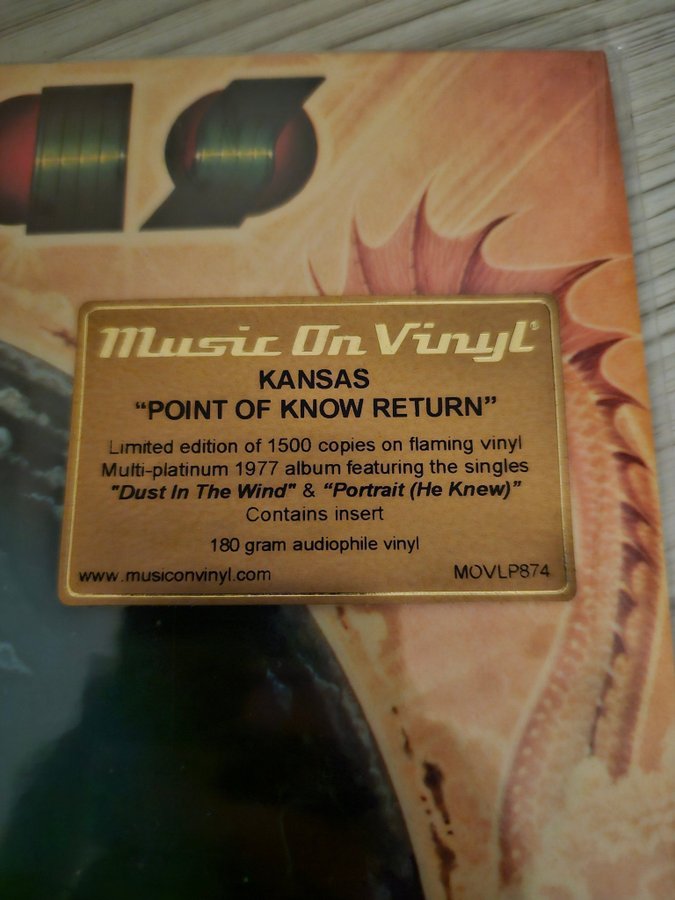 AS
Music On Vinyl®
KANSAS
“POINT OF KNOW RETURN”
Limited edition of 1500 copies on flaming vinyl
Multi-platinum 1977 album featuring the singles
"Dust In The Wind" & “Portrait (He Knew)”
Contains insert
180 gram audiophile vinyl
www.musiconvinyl.com MOVLP874